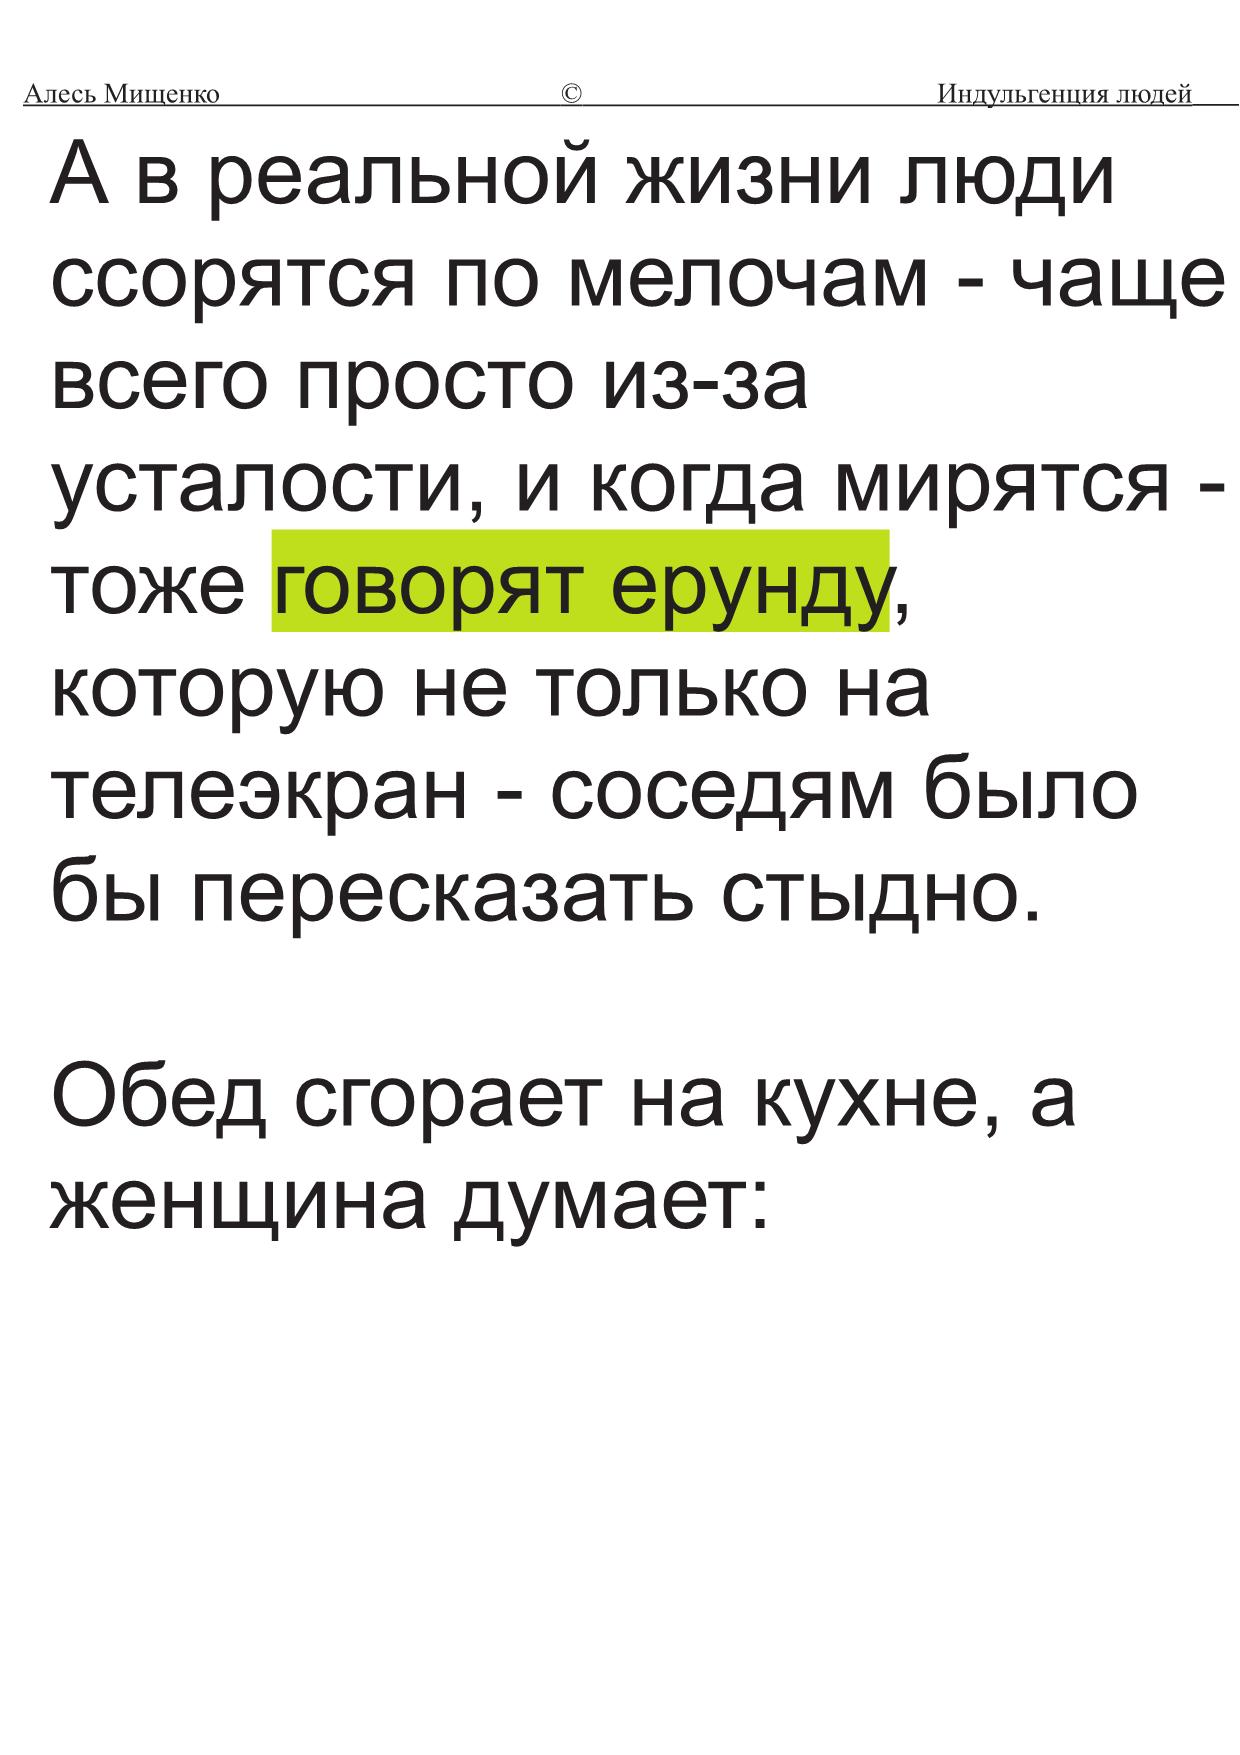 Алесь Мищенко © Индульгенция людей
А в реальной жизни люди
ссорятся по мелочам - чаще
всего просто из-за
усталости, и когда мирятся -
тоже говорят ерунду,
которую не только на
телеэкран - соседям было
бы пересказать стыдно.
Обед сгорает на кухне, а
женщина думает: